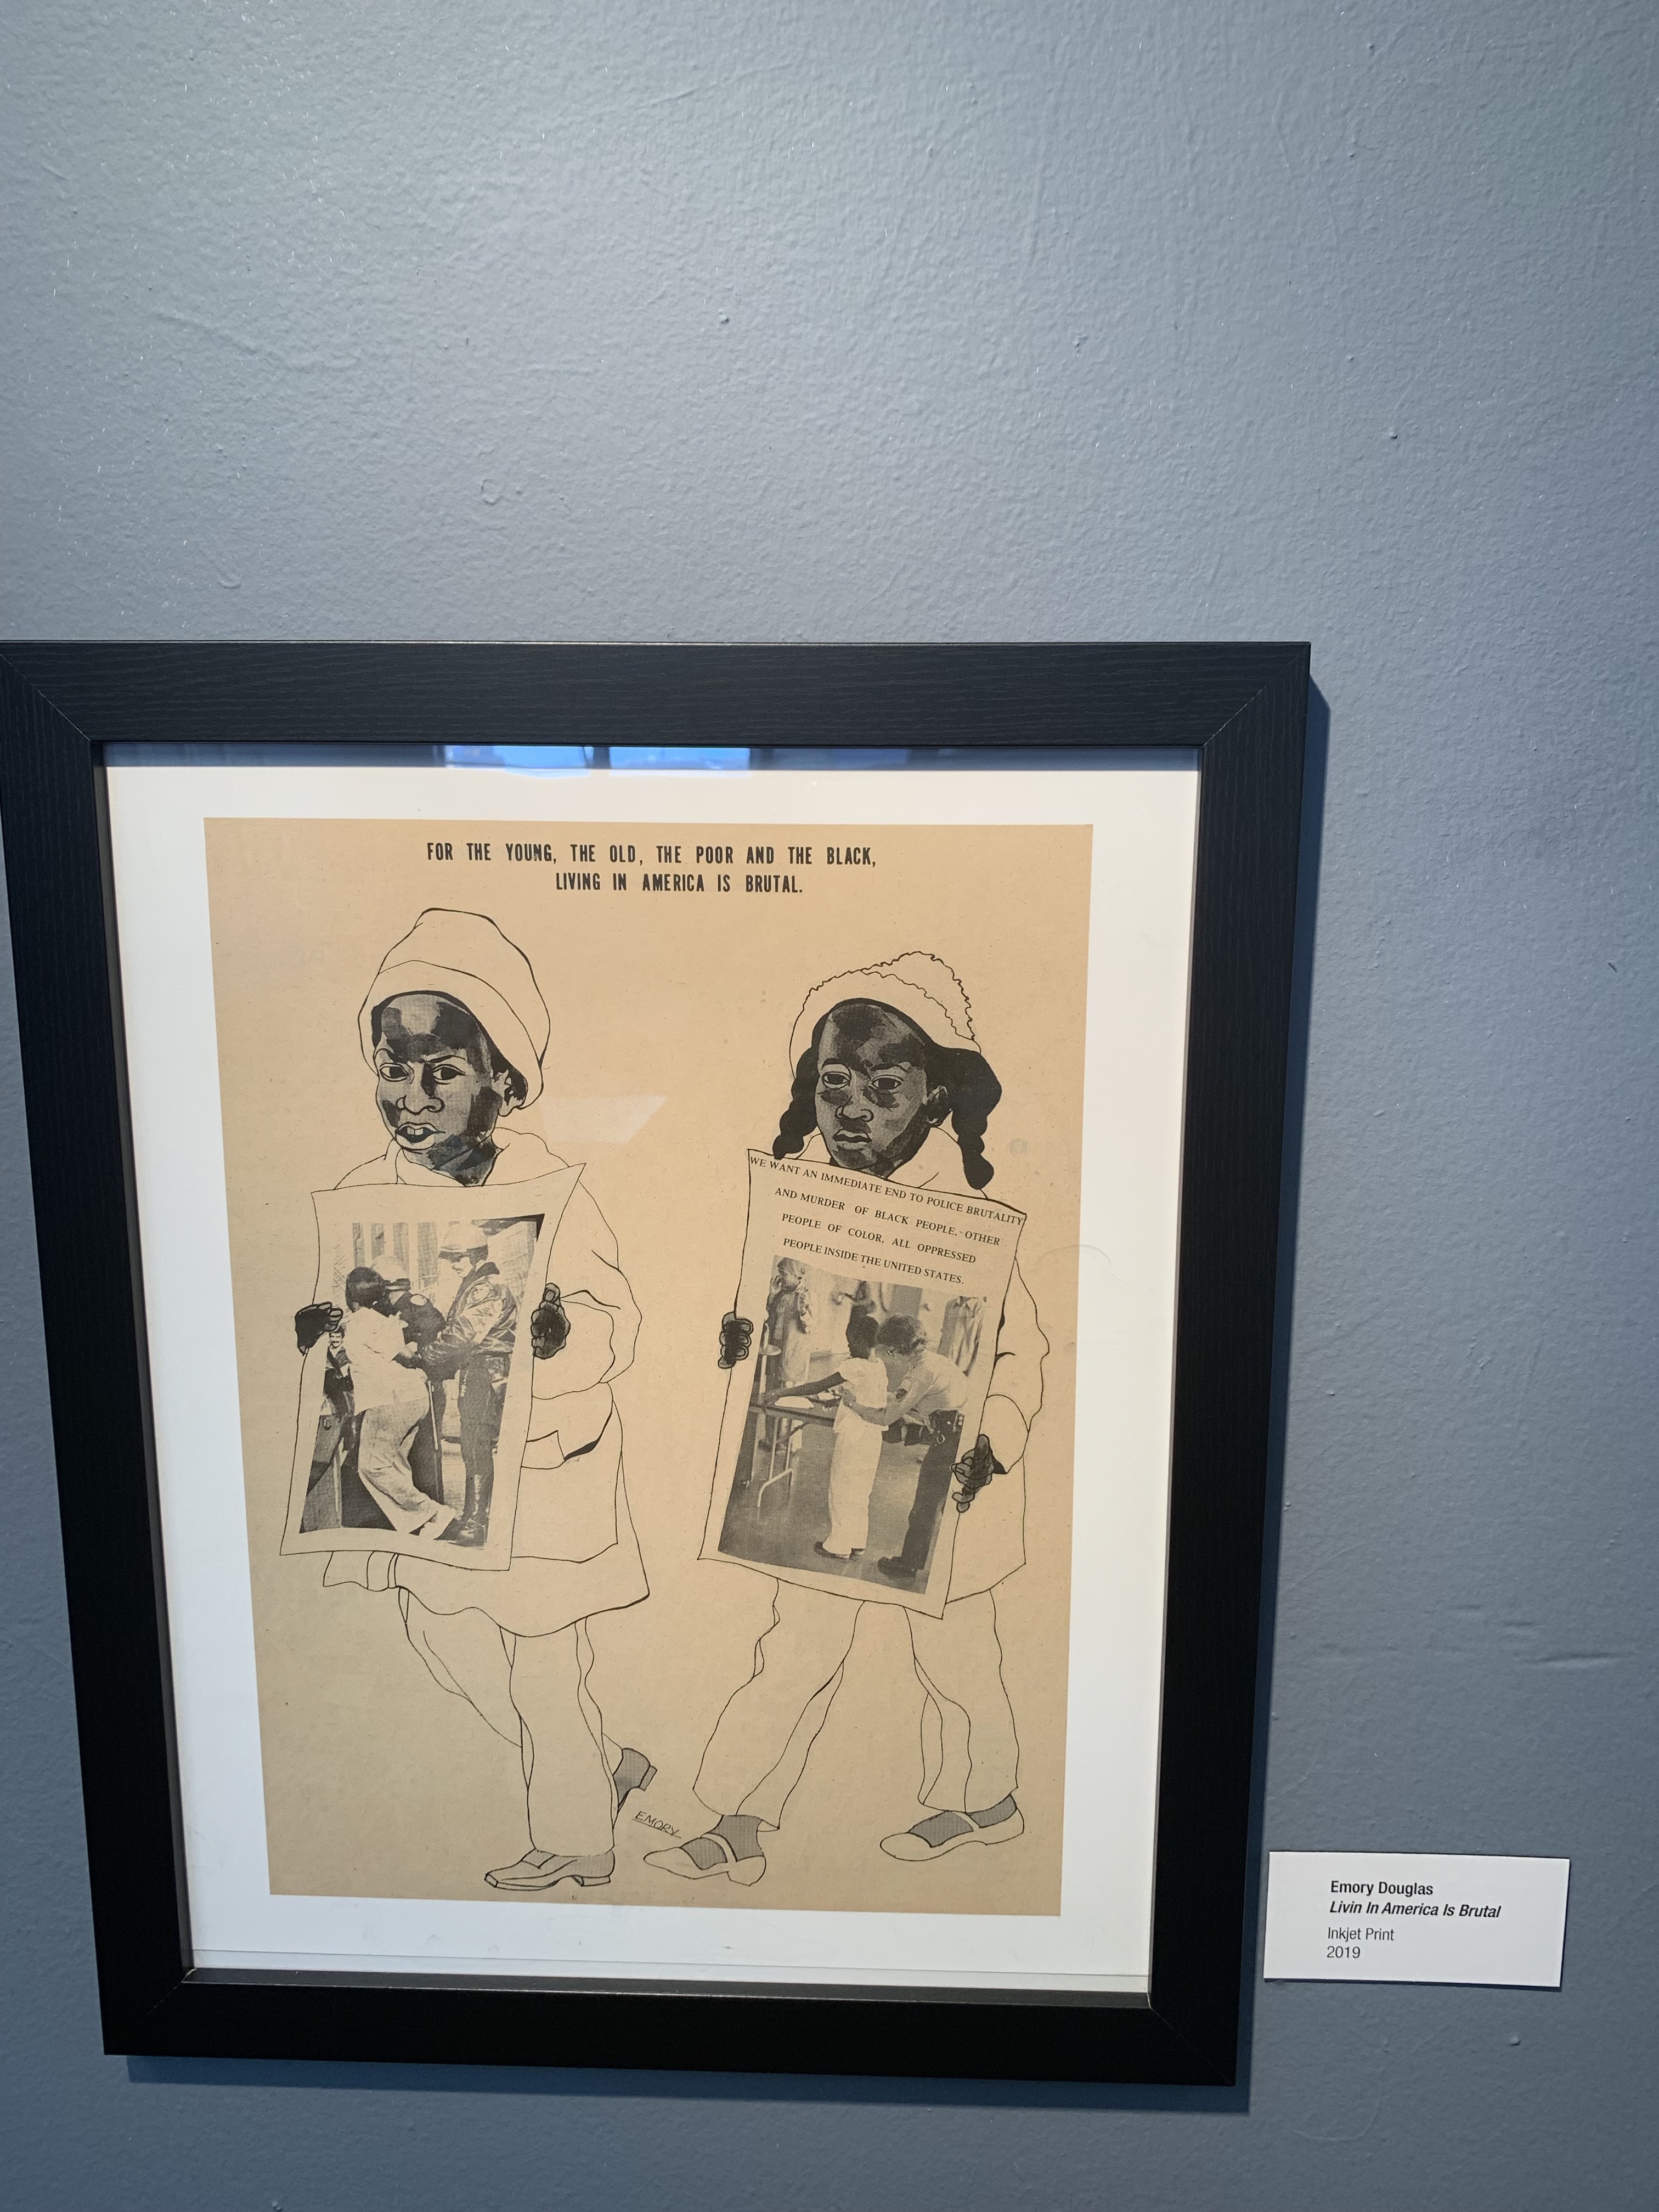 FOR THE YOUNG, THE OLD, THE POOR AND THE BLACK,
LIVING IN AMERICA IS BRUTAL.
WE WANT AN IMMEDIATE END TO POLICE BRUTALITY
AND MURDER OF BLACK PEOPLE, OTHER
PEOPLE OF COLOR, ALL OPPRESSED
PEOPLE INSIDE THE UNITED STATES.
EMORY
Emory Douglas
Livin In America Is Brutal
Inkjet Print
2019